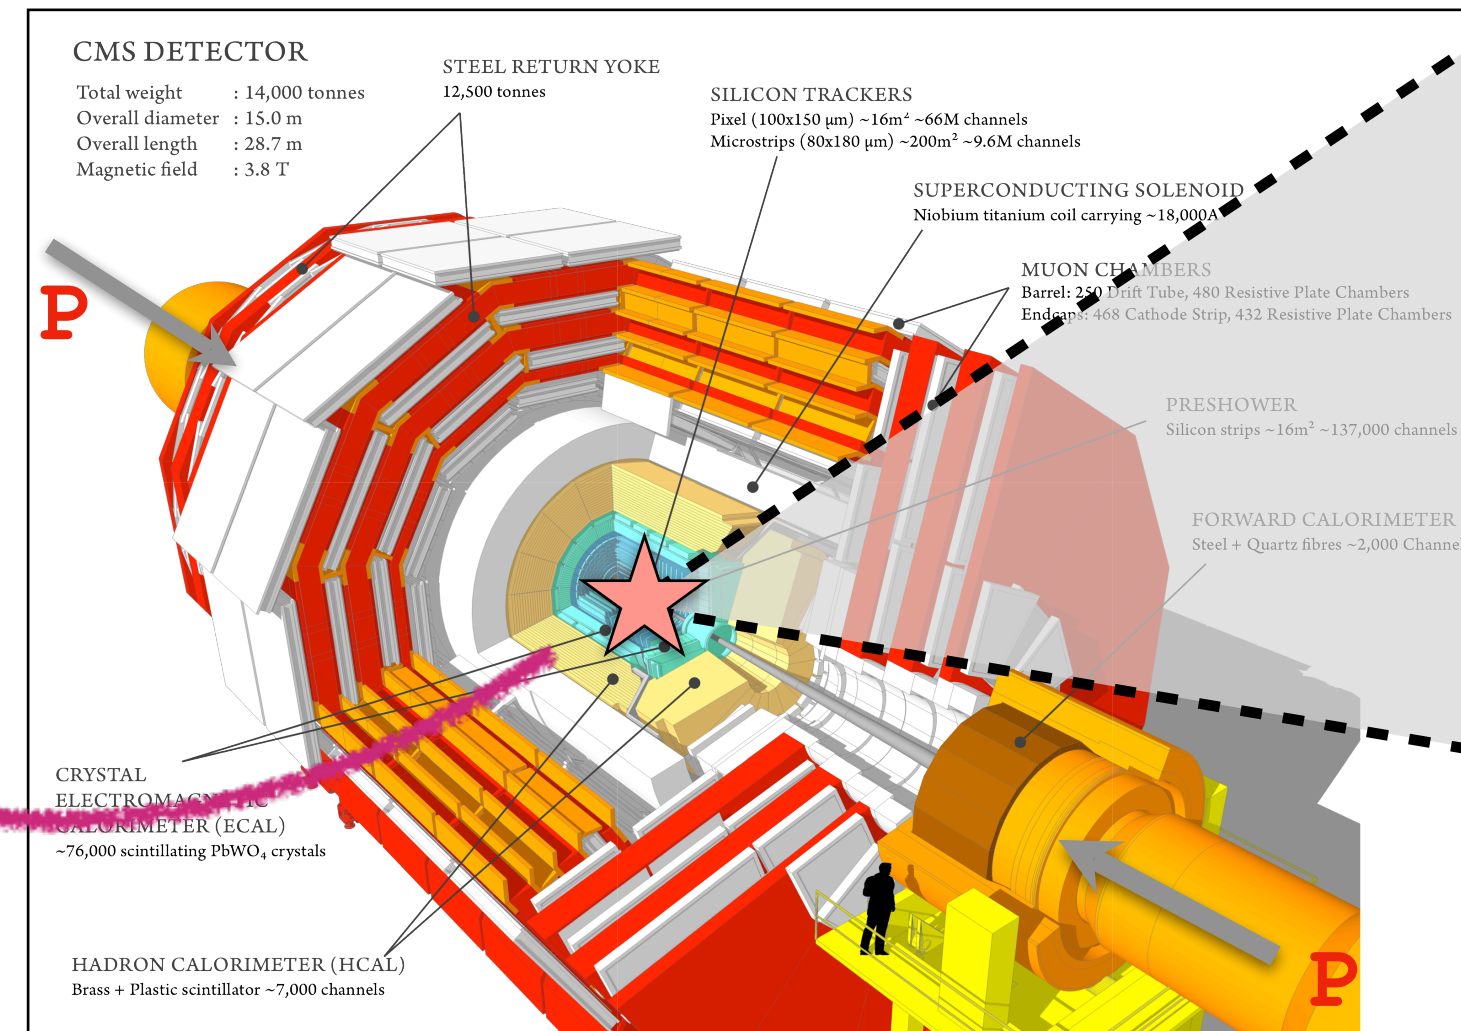 CMS DETECTOR
Total weight : 14,000 tonnes
Overall diameter : 15.0 m
Overall length : 28.7 m
Magnetic field : 3.8 T
STEEL RETURN YOKE
12,500 tonnes
SILICON TRACKERS
Pixel (100x150 μm) ~16m² ~66M channels
Microstrips (80x180 μm) ~200m² ~9.6M channels
SUPERCONDUCTING SOLENOID
Niobium titanium coil carrying ~18,000A
MUON CHAMBERS
Barrel: 250 Drift Tube, 480 Resistive Plate Chambers
Endcaps: 468 Cathode Strip, 432 Resistive Plate Chambers
P
PRESHOWER
Silicon strips ~16m² ~137,000 channels
FORWARD CALORIMETER
Steel + Quartz fibres ~2,000 Channe
CRYSTAL
ELECTROMAGNETIC
CALORIMETER (ECAL)
~76,000 scintillating PbWO₄ crystals
HADRON CALORIMETER (HCAL)
Brass + Plastic scintillator ~7,000 channels
P